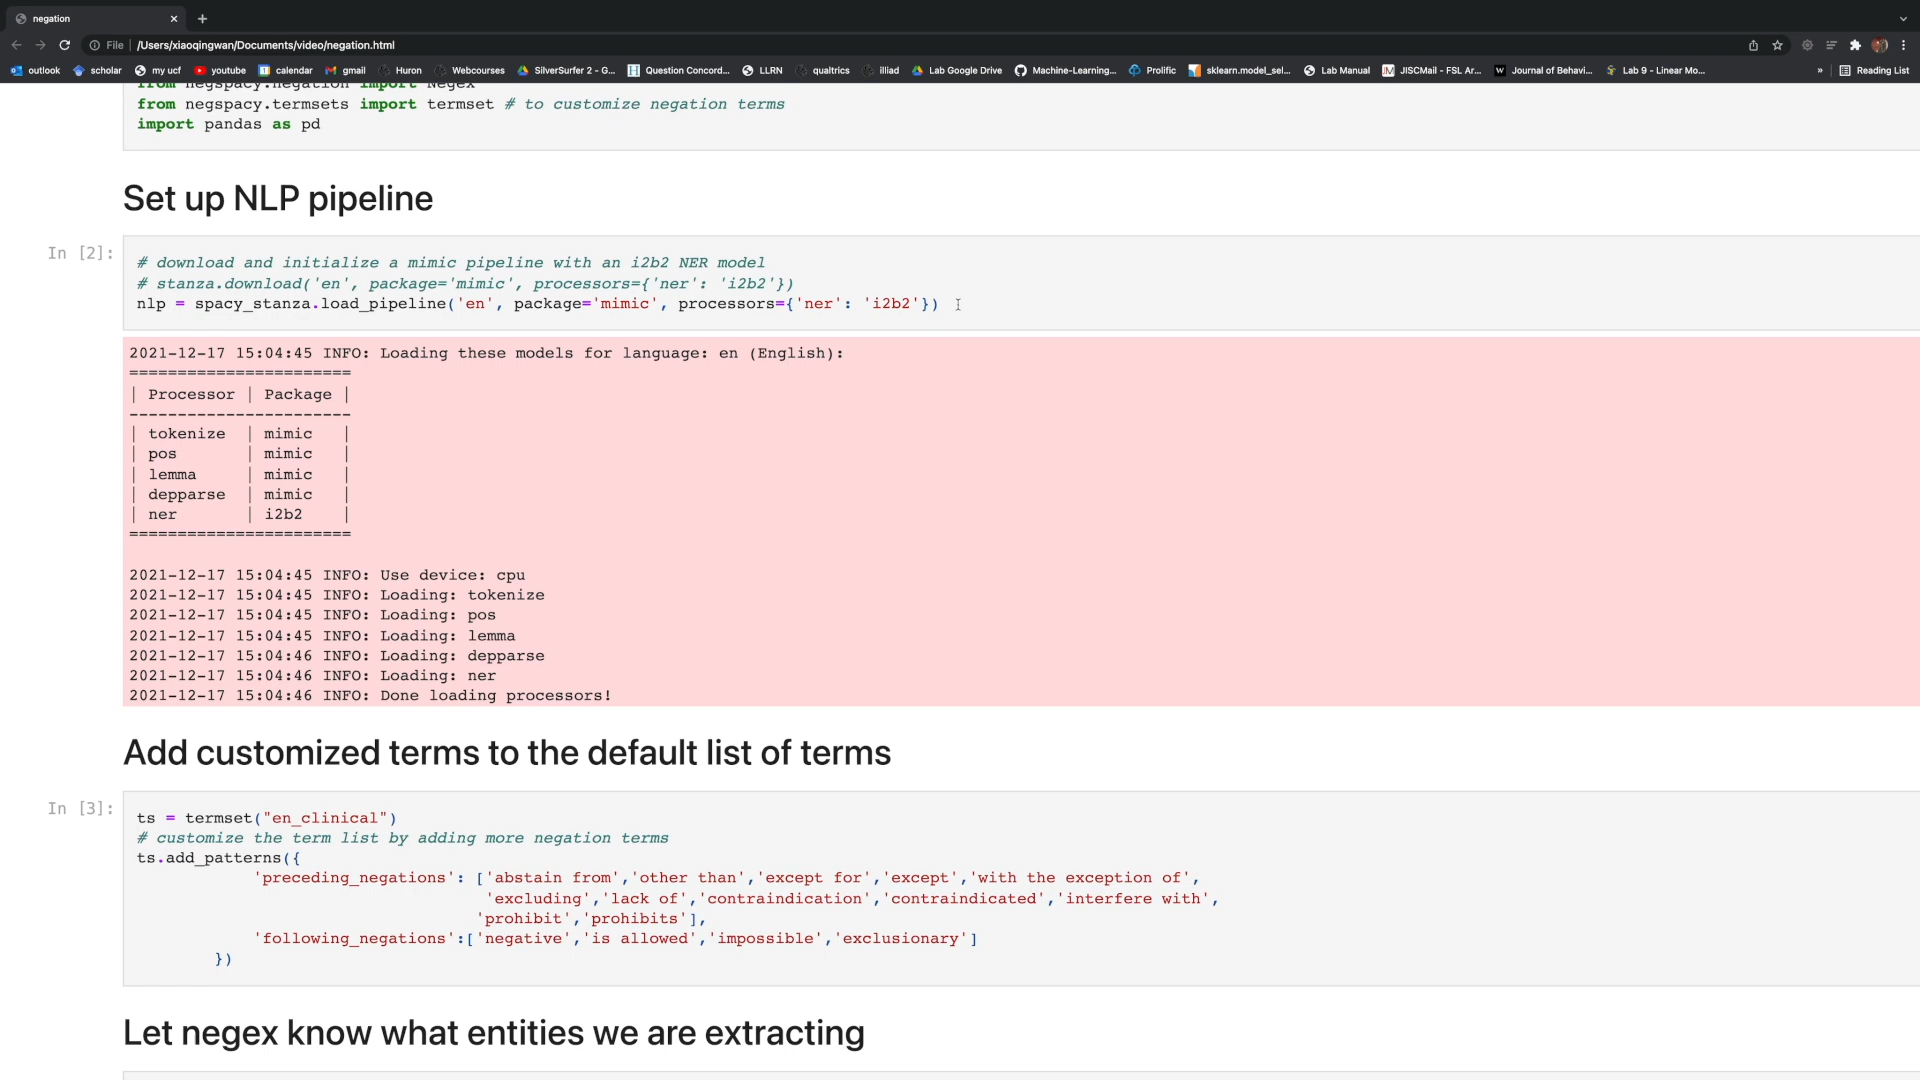 negation
File /Users/xiaoqingwan/Documents/video/negation.html
outlook scholar my ucf youtube calendar gmail Huron Webcourses SilverSurfer 2 - G... Question Concord... LLRN qualtrics illiad Lab Google Drive Machine-Learning... Prolific sklearn.model_sel... Lab Manual JISCMail - FSL Ar... Journal of Behavi... Lab 9 - Linear Mo... » Reading List
from negspacy.negation import Negex
from negspacy.termsets import termset # to customize negation terms
import pandas as pd
Set up NLP pipeline
In [2]:
# download and initialize a mimic pipeline with an i2b2 NER model
# stanza.download('en', package='mimic', processors={'ner': 'i2b2'})
nlp = spacy_stanza.load_pipeline('en', package='mimic', processors={'ner': 'i2b2'})
2021-12-17 15:04:45 INFO: Loading these models for language: en (English):
=======================
| Processor | Package |
-----------------------
| tokenize | mimic |
| pos | mimic |
| lemma | mimic |
| depparse | mimic |
| ner | i2b2 |
=======================
2021-12-17 15:04:45 INFO: Use device: cpu
2021-12-17 15:04:45 INFO: Loading: tokenize
2021-12-17 15:04:45 INFO: Loading: pos
2021-12-17 15:04:45 INFO: Loading: lemma
2021-12-17 15:04:46 INFO: Loading: depparse
2021-12-17 15:04:46 INFO: Loading: ner
2021-12-17 15:04:46 INFO: Done loading processors!
Add customized terms to the default list of terms
In [3]:
ts = termset("en_clinical")
# customize the term list by adding more negation terms
ts.add_patterns({
'preceding_negations': ['abstain from','other than','except for','except','with the exception of',
'excluding','lack of','contraindication','contraindicated','interfere with',
'prohibit','prohibits'],
'following_negations':['negative','is allowed','impossible','exclusionary']
})
Let negex know what entities we are extracting